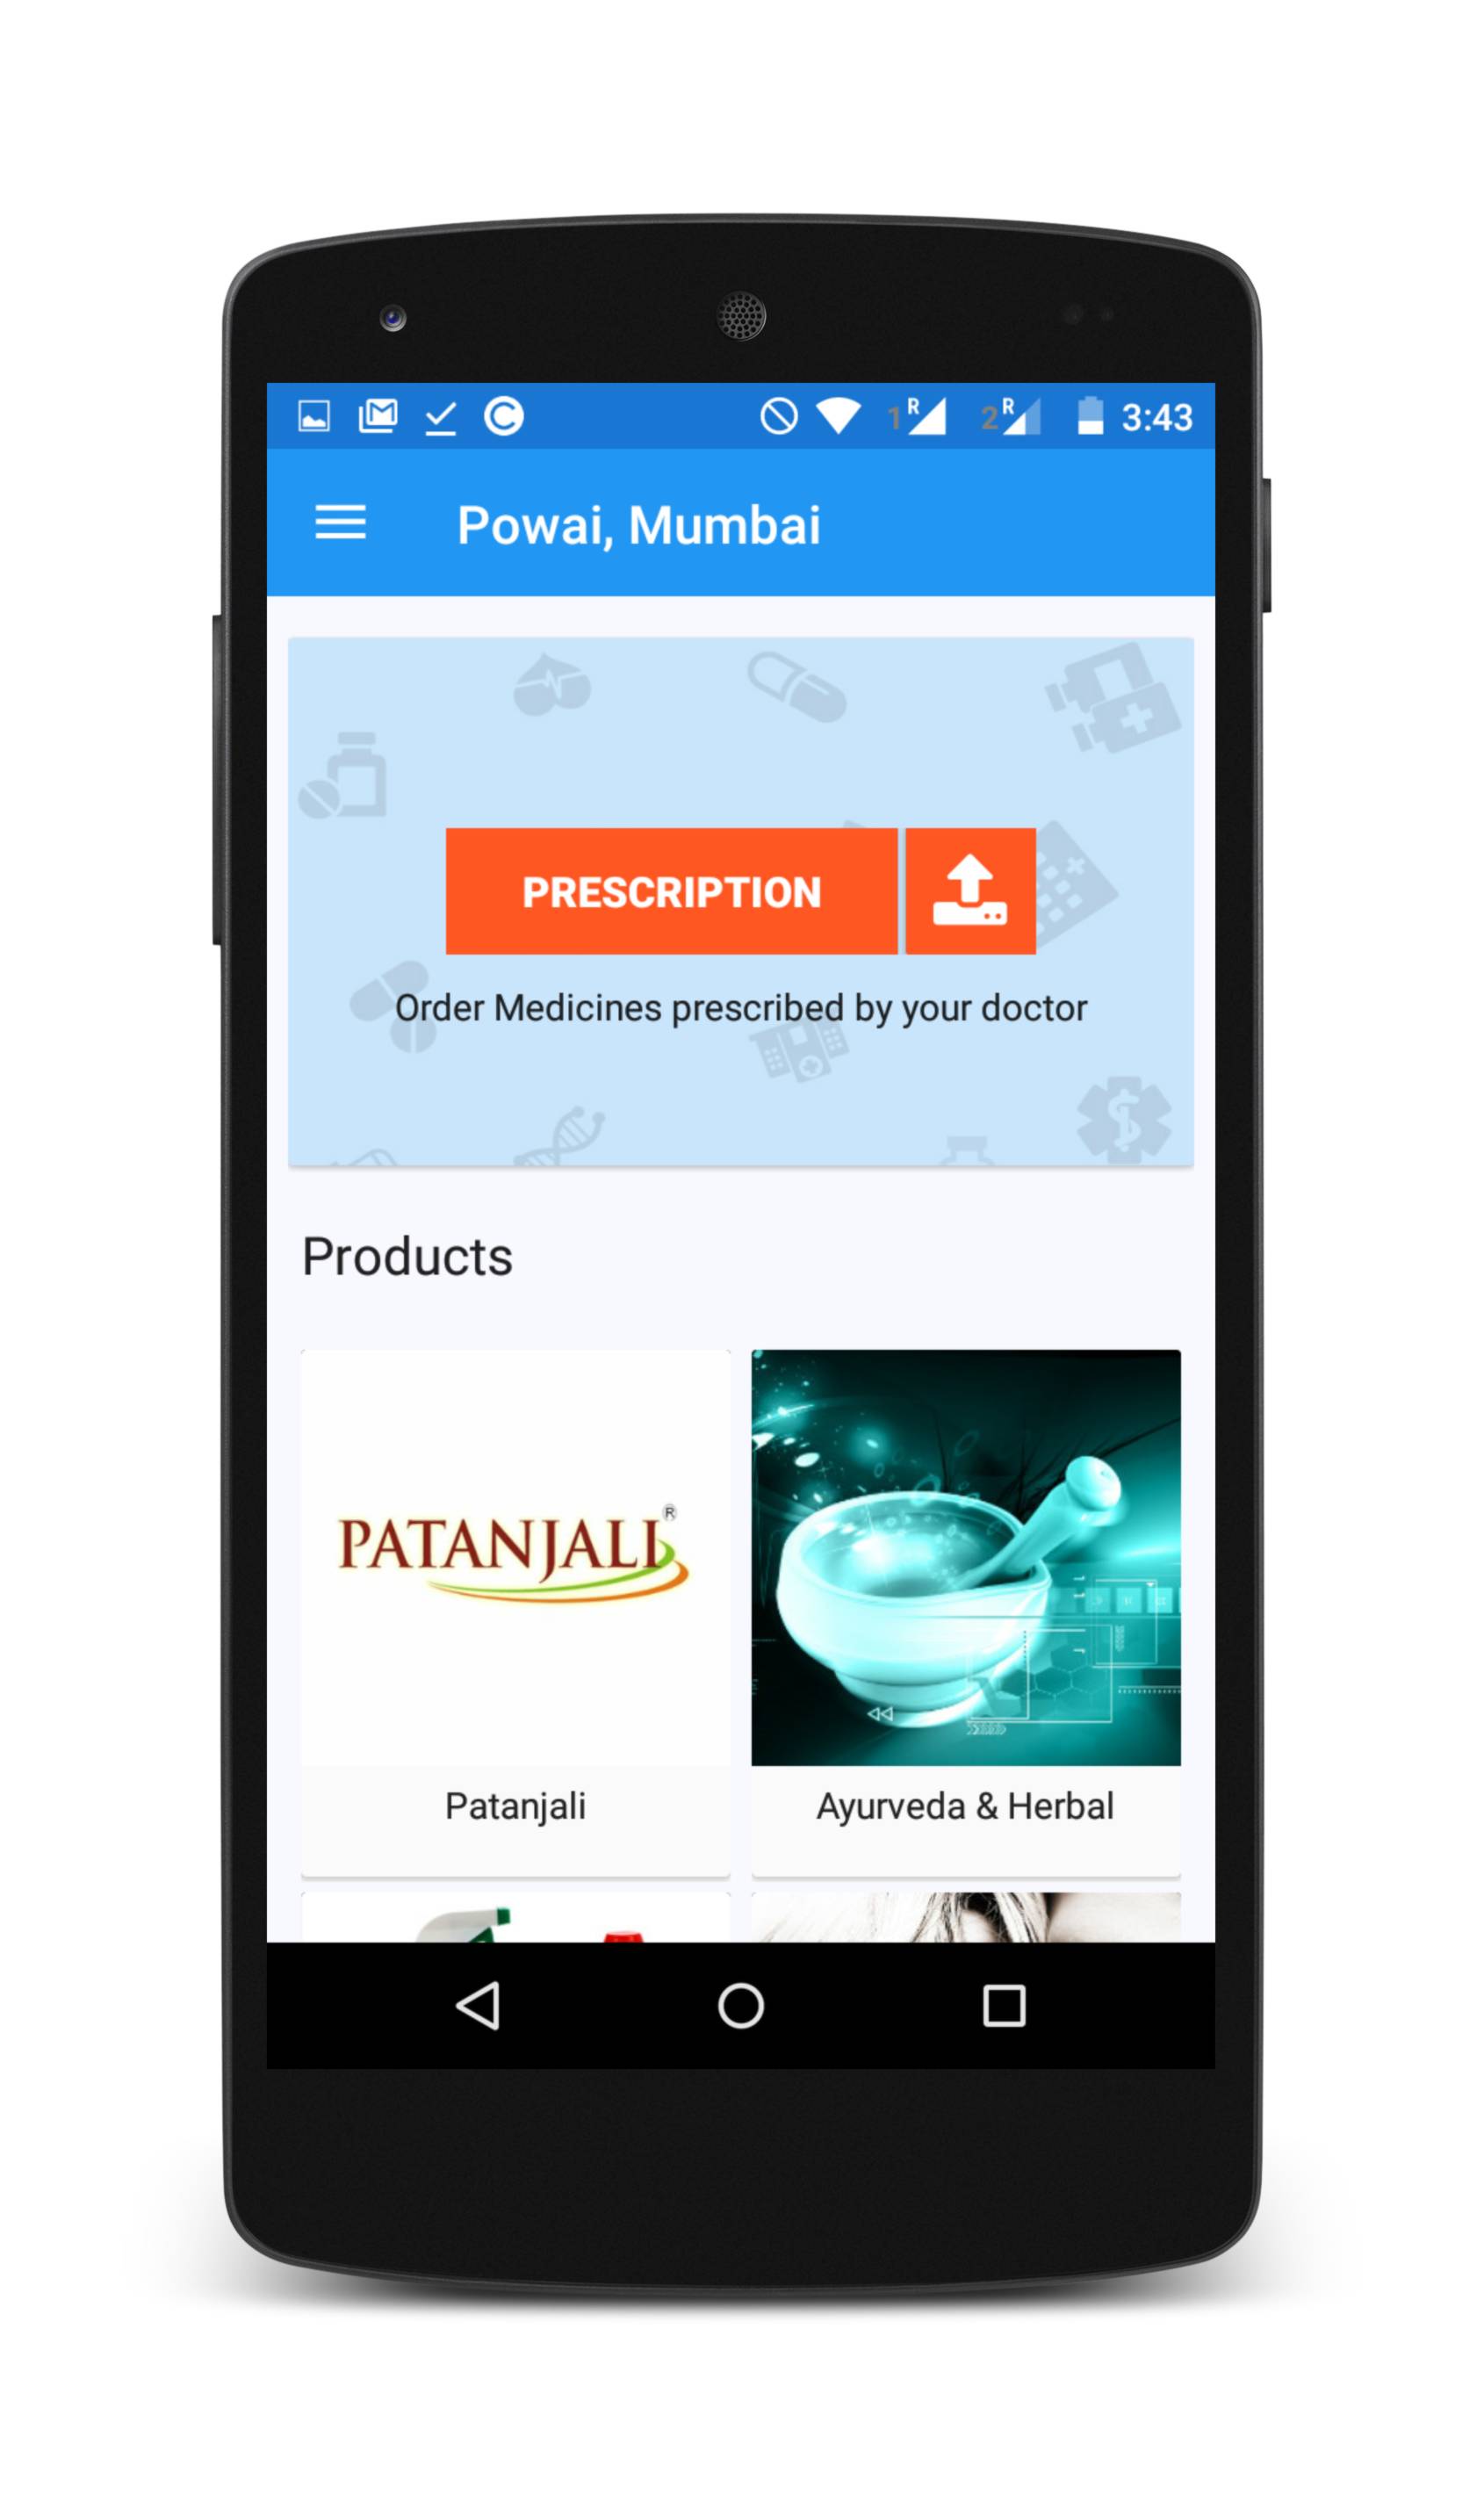 1 R 2 R 3:43
Powai, Mumbai
PRESCRIPTION
Order Medicines prescribed by your doctor
Products
PATANJALI®
Patanjali
Ayurveda & Herbal